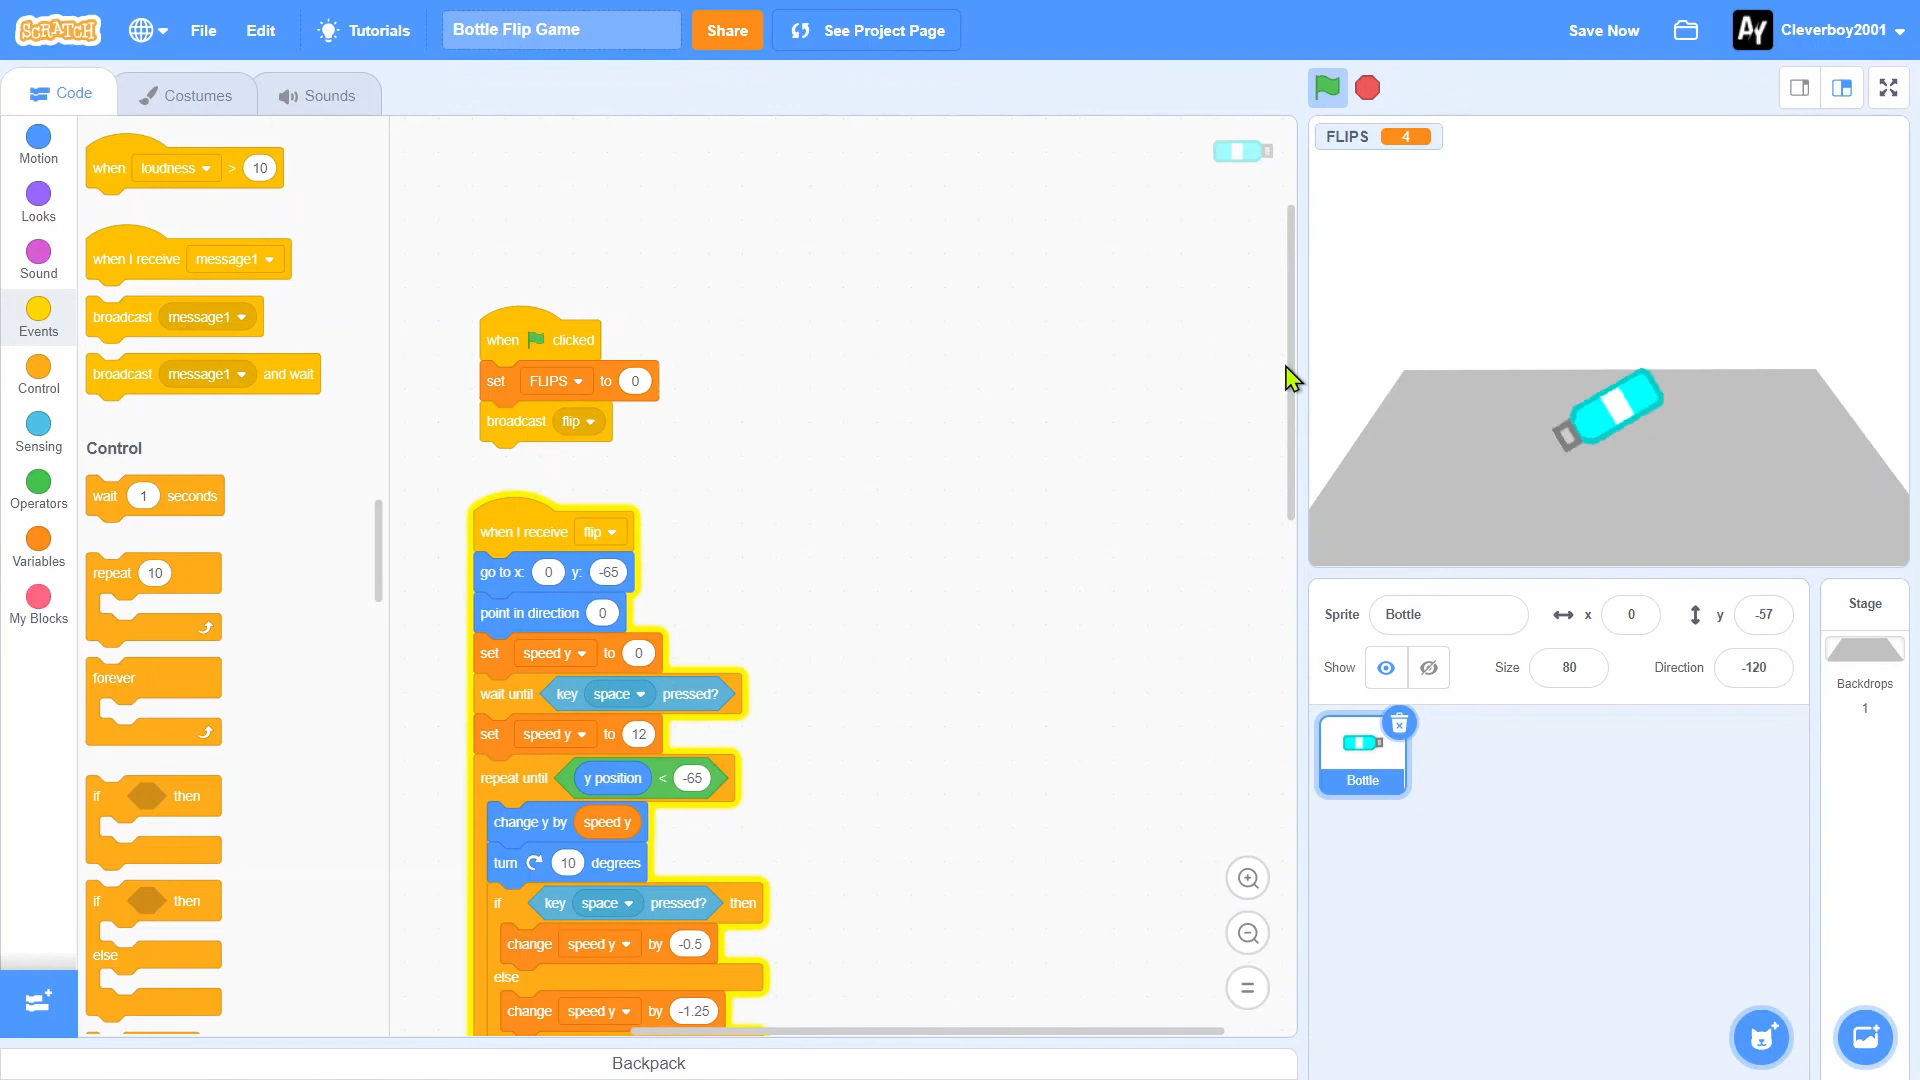 SCRATCH File Edit Tutorials Bottle Flip Game Share See Project Page Save Now Ay Cleverboy2001
Code Costumes Sounds
Motion
Looks
Sound
Events
Control
Sensing
Operators
Variables
My Blocks
when loudness > 10
when I receive message1
broadcast message1
broadcast message1 and wait
Control
wait 1 seconds
repeat 10
forever
if then
if then
else
when clicked
set FLIPS to 0
broadcast flip
when I receive flip
go to x: 0 y: -65
point in direction 0
set speed y to 0
wait until key space pressed?
set speed y to 12
repeat until y position < -65
change y by speed y
turn 10 degrees
if key space pressed? then
change speed y by -0.5
else
change speed y by -1.25
Backpack
FLIPS 4
Sprite Bottle x 0 y -57
Show Size 80 Direction -120
Bottle
Stage
Backdrops
1